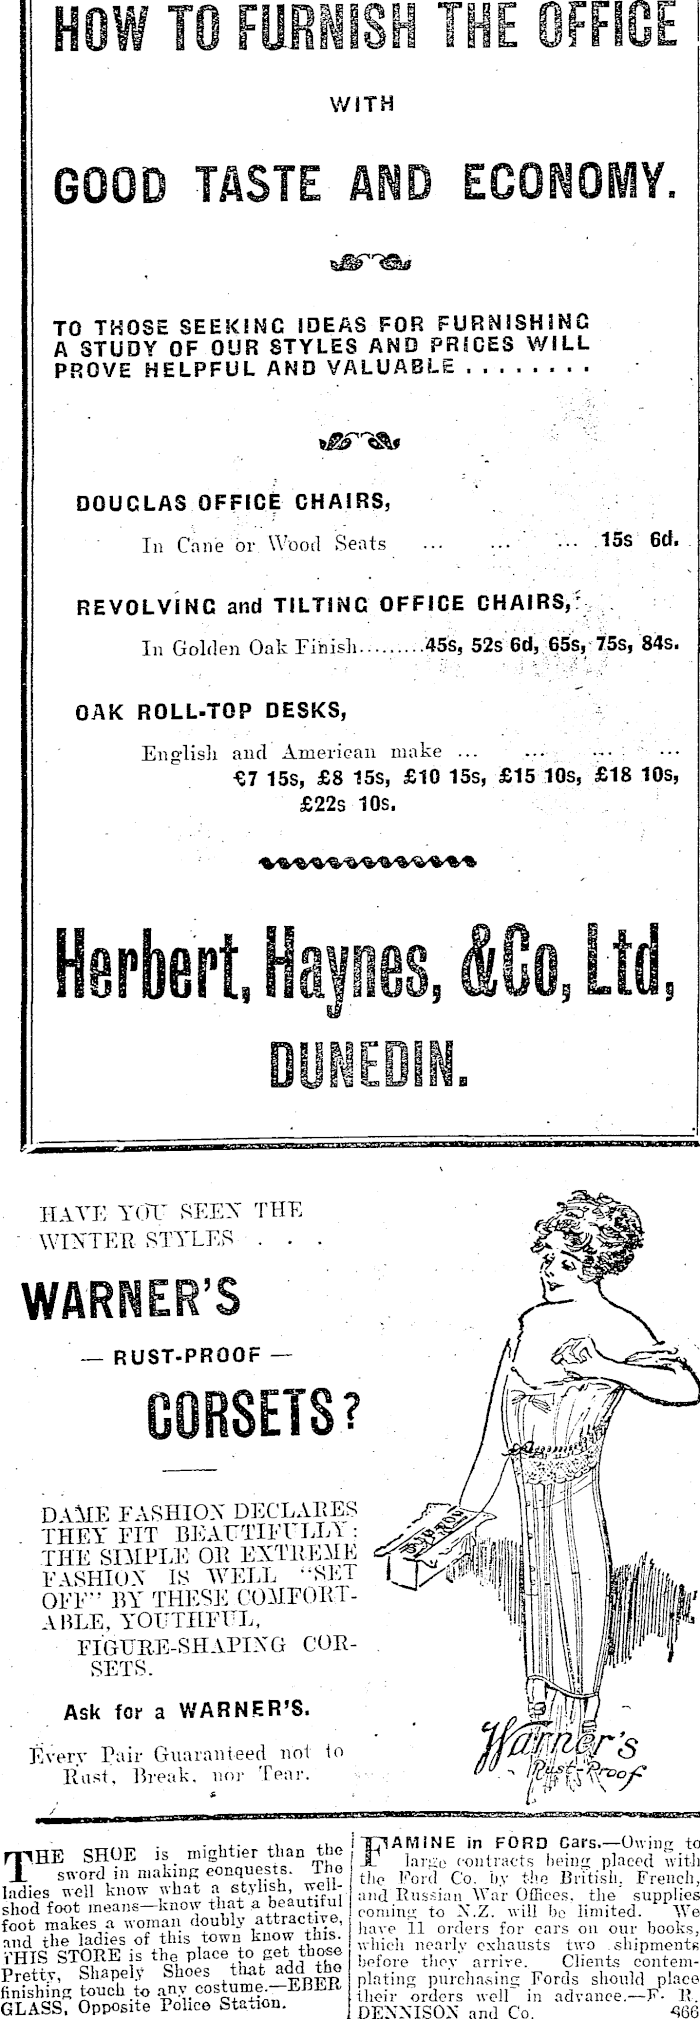 HOW TO FURNISH THE OFFICE
WITH
GOOD TASTE AND ECONOMY.
TO THOSE SEEKING IDEAS FOR FURNISHING
A STUDY OF OUR STYLES AND PRICES WILL
PROVE HELPFUL AND VALUABLE ........
DOUGLAS OFFICE CHAIRS,
In Cane or Wood Seats ... ... ... 15s 6d.
REVOLVING and TILTING OFFICE CHAIRS,
In Golden Oak Finish.........45s, 52s 6d, 65s, 75s, 84s.
OAK ROLL-TOP DESKS,
English and American make ... ... ... ...
£7 15s, £8 15s, £10 15s, £15 10s, £18 10s,
£22s 10s.
Herbert, Haynes, &Co, Ltd,
DUNEDIN.
HAVE YOU SEEN THE
WINTER STYLES . . .
WARNER'S
— RUST-PROOF —
CORSETS?
DAME FASHION DECLARES
THEY FIT BEAUTIFULLY:
THE SIMPLE OR EXTREME
FASHION IS WELL "SET
OFF" BY THESE COMFORT-
ABLE, YOUTHFUL,
FIGURE-SHAPING COR-
SETS.
Ask for a WARNER'S.
Every Pair Guaranteed not to
Rust, Break, nor Tear.
Warner's
Rust-Proof
THE SHOE is mightier than the
sword in making conquests. The
ladies well know what a stylish, well-
shod foot means—know that a beautiful
foot makes a woman doubly attractive,
and the ladies of this town know this.
THIS STORE is the place to get those
Pretty, Shapely Shoes that add the
finishing touch to any costume.—EBER
GLASS, Opposite Police Station.
FAMINE in FORD Cars.—Owing to
large contracts being placed with
the Ford Co. by the British, French,
and Russian War Offices, the supplies
coming to N.Z. will be limited. We
have 11 orders for cars on our books,
which nearly exhausts two shipments
before they arrive. Clients contem-
plating purchasing Fords should place
their orders well in advance.—F. R.
DENNISON and Co. 466